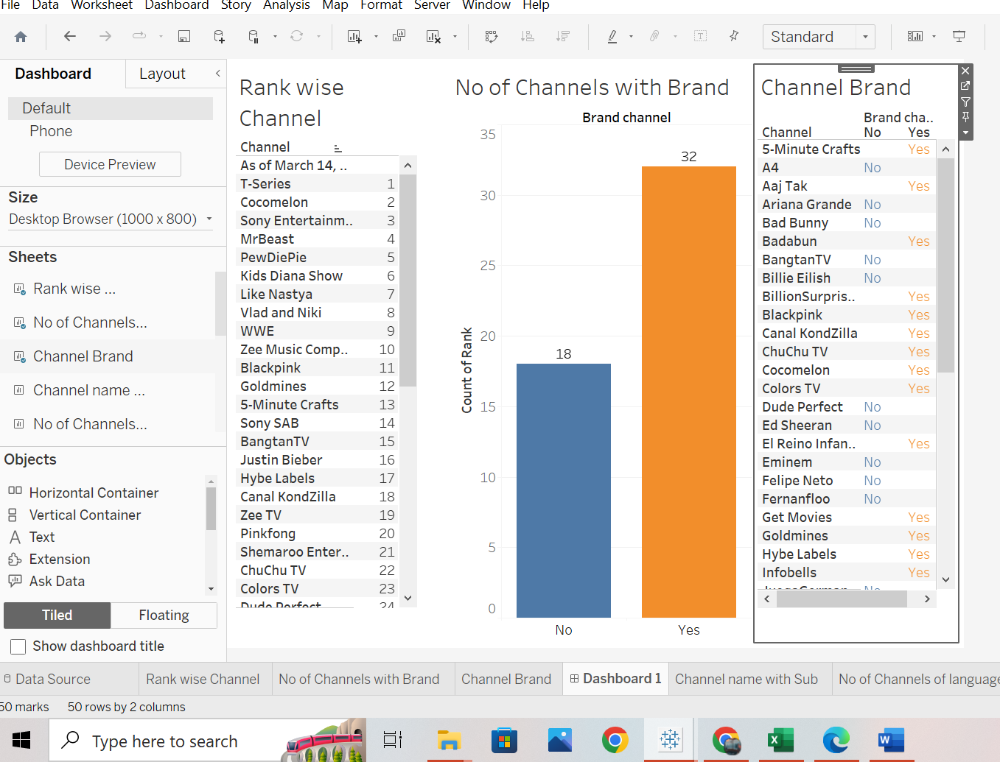 File Data Worksheet Dashboard Story Analysis Map Format Server Window Help
Standard
Dashboard Layout
Default
Phone
Device Preview
Size
Desktop Browser (1000 x 800)
Sheets
Rank wise ...
No of Channels...
Channel Brand
Channel name ...
No of Channels...
Objects
Horizontal Container
Vertical Container
Text
Extension
Ask Data
Tiled Floating
Show dashboard title
Rank wise
Channel
Channel
As of March 14, ..
T-Series 1
Cocomelon 2
Sony Entertainm.. 3
MrBeast 4
PewDiePie 5
Kids Diana Show 6
Like Nastya 7
Vlad and Niki 8
WWE 9
Zee Music Comp.. 10
Blackpink 11
Goldmines 12
5-Minute Crafts 13
Sony SAB 14
BangtanTV 15
Justin Bieber 16
Hybe Labels 17
Canal KondZilla 18
Zee TV 19
Pinkfong 20
Shemaroo Enter.. 21
ChuChu TV 22
Colors TV 23
Dude Perfect 24
No of Channels with Brand
Brand channel
Count of Rank
35
30
25
20
15
10
5
0
18
32
No Yes
Channel Brand
Brand cha..
Channel No Yes
5-Minute Crafts Yes
A4 No
Aaj Tak Yes
Ariana Grande No
Bad Bunny No
Badabun Yes
BangtanTV No
Billie Eilish No
BillionSurpris.. Yes
Blackpink Yes
Canal KondZilla Yes
ChuChu TV Yes
Cocomelon Yes
Colors TV Yes
Dude Perfect No
Ed Sheeran No
El Reino Infan.. Yes
Eminem No
Felipe Neto No
Fernanfloo No
Get Movies Yes
Goldmines Yes
Hybe Labels Yes
Infobells Yes
No
Data Source Rank wise Channel No of Channels with Brand Channel Brand Dashboard 1 Channel name with Sub No of Channels of language
50 marks 50 rows by 2 columns
Type here to search